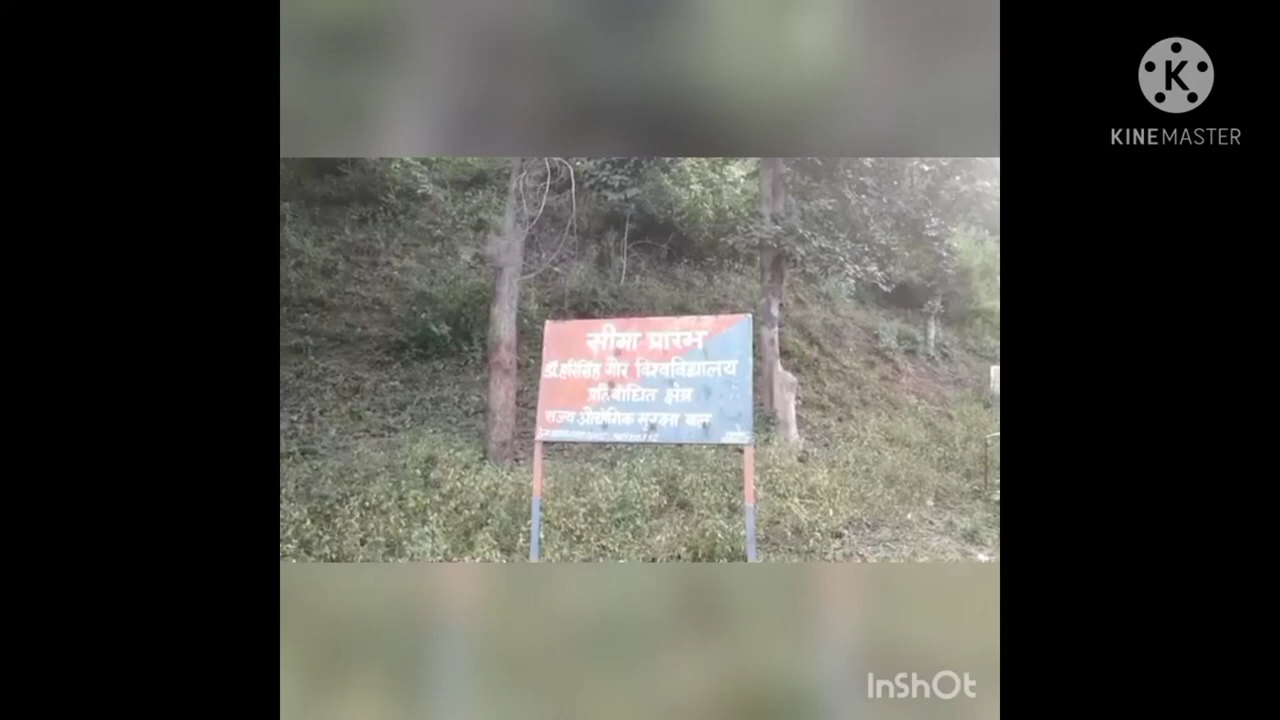 KINEMASTER
सीमा प्रारंभ
डॉ हरिसिंह गौर विश्वविद्यालय
प्रतिबंधित क्षेत्र
राज्य औद्योगिक सुरक्षा बल
InShOt